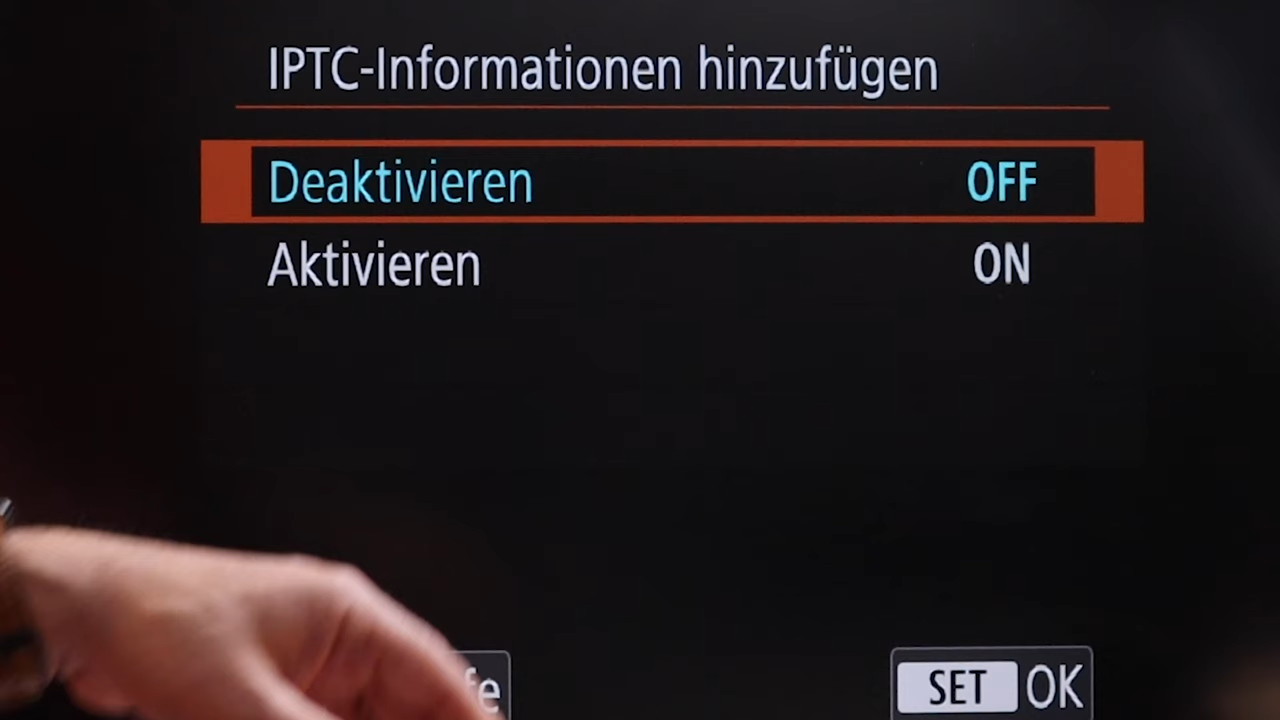 IPTC-Informationen hinzufügen
Deaktivieren OFF
Aktivieren ON
SET OK